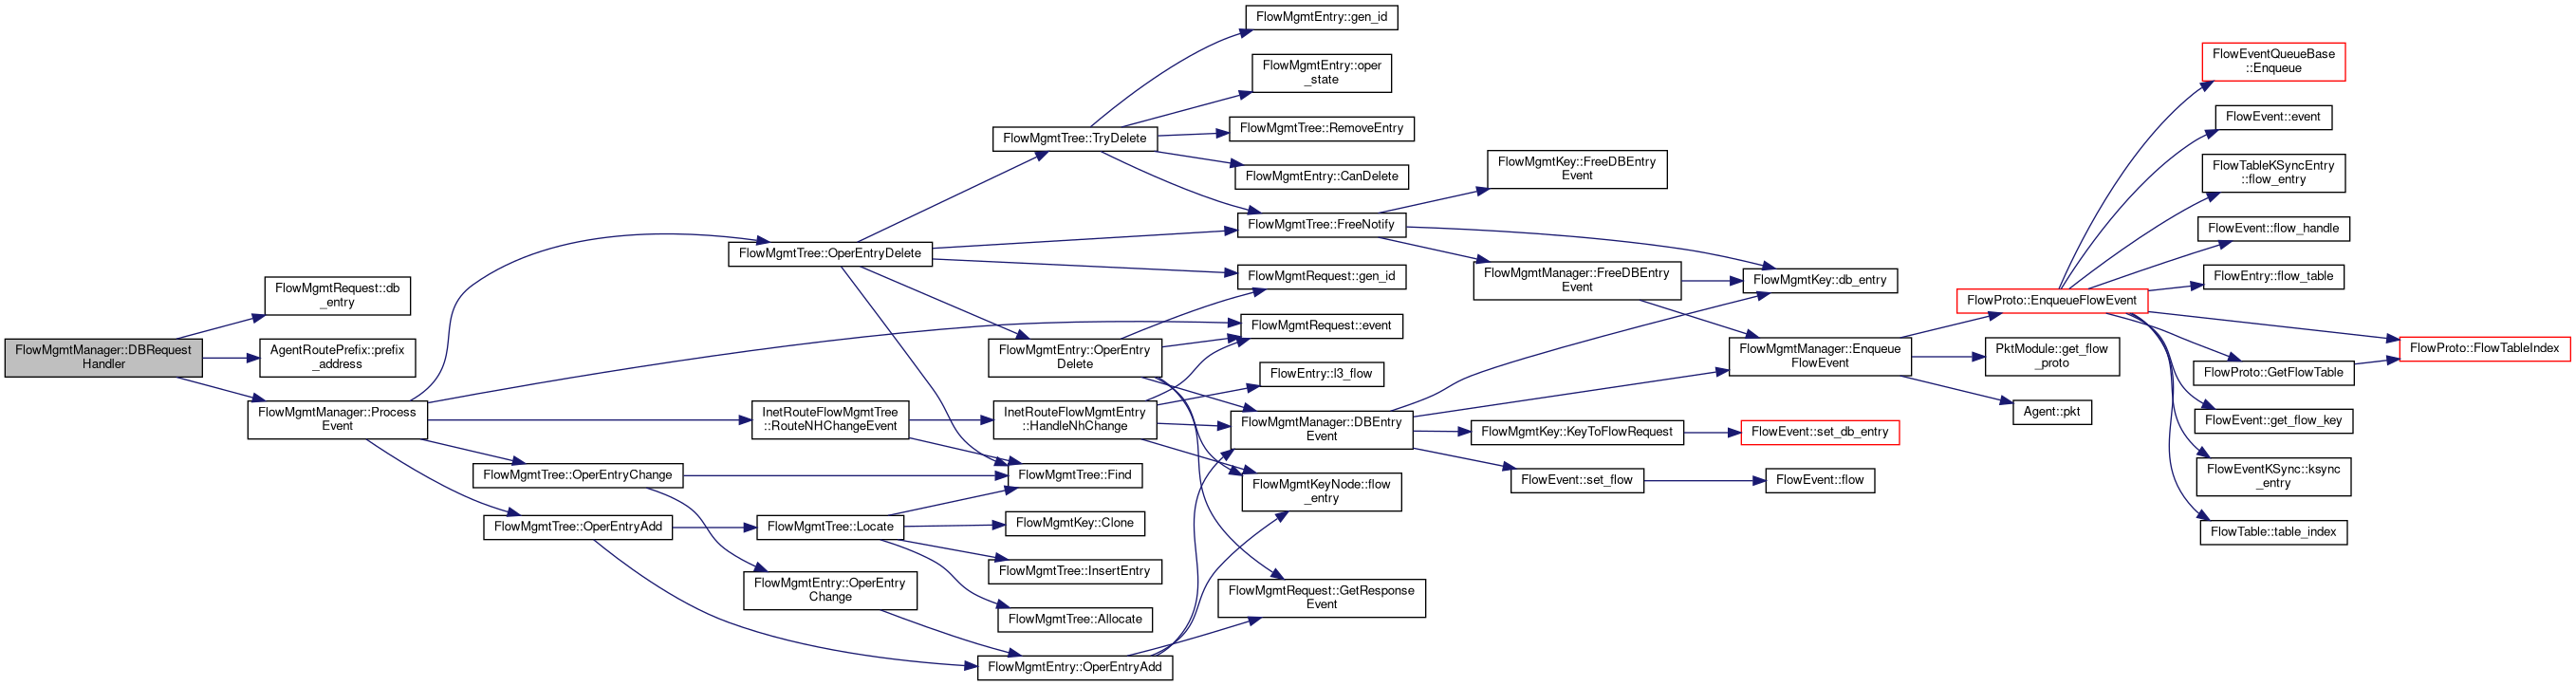 FlowMgmtManager::DBRequest
Handler
FlowMgmtRequest::db
_entry
AgentRoutePrefix::prefix
_address
FlowMgmtManager::Process
Event
FlowMgmtTree::OperEntryDelete
InetRouteFlowMgmtTree
::RouteNHChangeEvent
FlowMgmtTree::OperEntryChange
FlowMgmtTree::OperEntryAdd
FlowMgmtTree::Locate
FlowMgmtEntry::OperEntry
Change
FlowMgmtTree::TryDelete
FlowMgmtEntry::OperEntry
Delete
InetRouteFlowMgmtEntry
::HandleNhChange
FlowMgmtTree::Find
FlowMgmtKey::Clone
FlowMgmtTree::InsertEntry
FlowMgmtTree::Allocate
FlowMgmtEntry::OperEntryAdd
FlowMgmtEntry::gen_id
FlowMgmtEntry::oper
_state
FlowMgmtTree::RemoveEntry
FlowMgmtEntry::CanDelete
FlowMgmtTree::FreeNotify
FlowMgmtRequest::gen_id
FlowMgmtRequest::event
FlowEntry::l3_flow
FlowMgmtManager::DBEntry
Event
FlowMgmtKeyNode::flow
_entry
FlowMgmtRequest::GetResponse
Event
FlowMgmtKey::FreeDBEntry
Event
FlowMgmtManager::FreeDBEntry
Event
FlowMgmtKey::KeyToFlowRequest
FlowEvent::set_flow
FlowMgmtKey::db_entry
FlowMgmtManager::Enqueue
FlowEvent
FlowEvent::set_db_entry
FlowEvent::flow
FlowProto::EnqueueFlowEvent
PktModule::get_flow
_proto
Agent::pkt
FlowEventQueueBase
::Enqueue
FlowEvent::event
FlowTableKSyncEntry
::flow_entry
FlowEvent::flow_handle
FlowEntry::flow_table
FlowProto::GetFlowTable
FlowEvent::get_flow_key
FlowEventKSync::ksync
_entry
FlowTable::table_index
FlowProto::FlowTableIndex